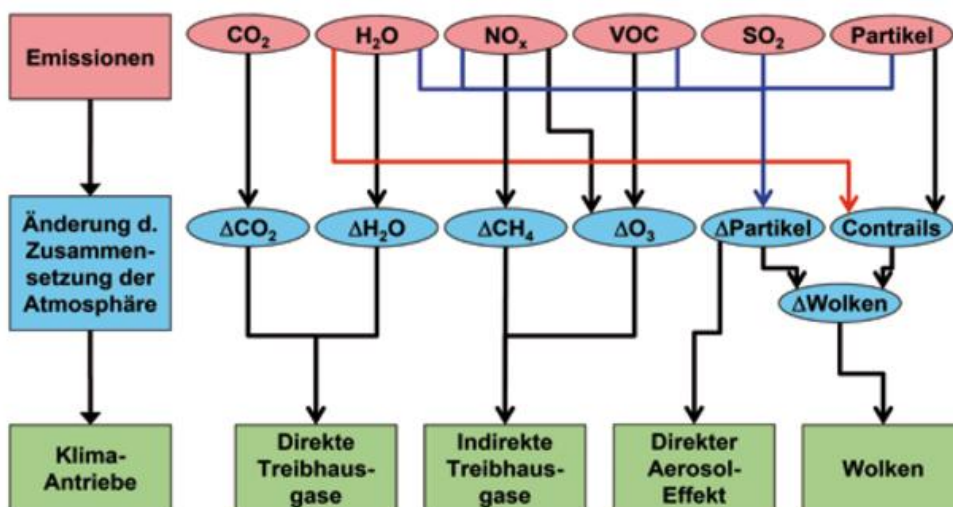 Emissionen
CO₂
H₂O
NOₓ
VOC
SO₂
Partikel
Änderung d.
Zusammen-
setzung der
Atmosphäre
ΔCO₂
ΔH₂O
ΔCH₄
ΔO₃
ΔPartikel
Contrails
ΔWolken
Klima-
Antriebe
Direkte
Treibhaus-
gase
Indirekte
Treibhaus-
gase
Direkter
Aerosol-
Effekt
Wolken